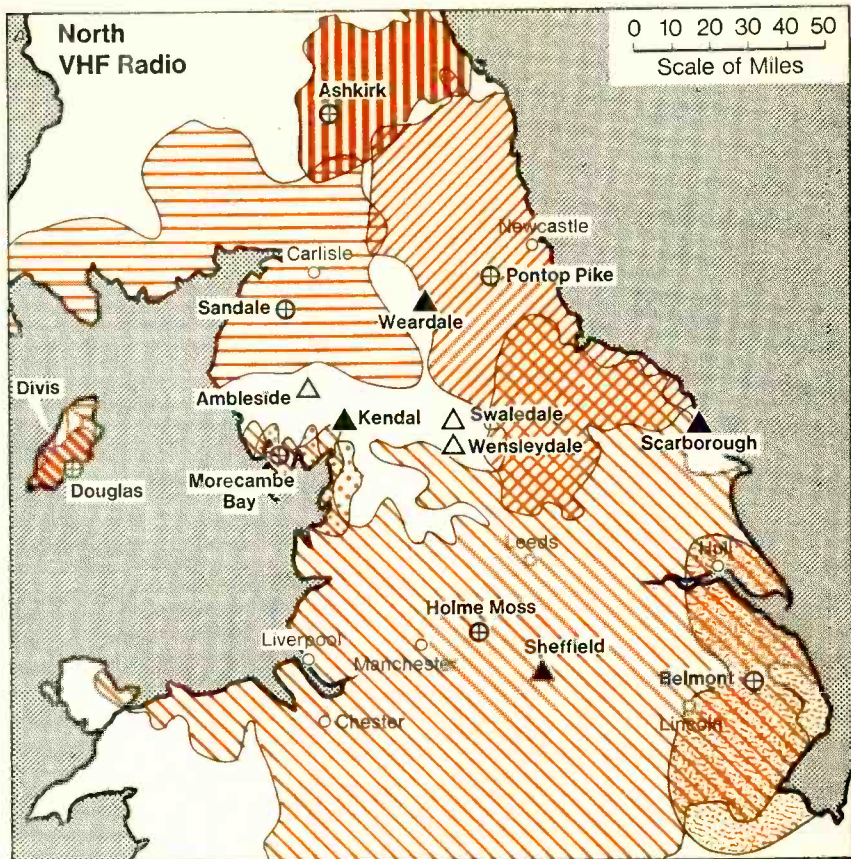 North
VHF Radio
0 10 20 30 40 50
Scale of Miles
Ashkirk
Newcastle
Carlisle
Pontop Pike
Sandale
Weardale
Divis
Ambleside
Kendal
Swaledale
Wensleydale
Scarborough
Douglas
Morecambe
Bay
Leeds
Hull
Holme Moss
Liverpool
Manchester
Sheffield
Belmont
Lincoln
Chester